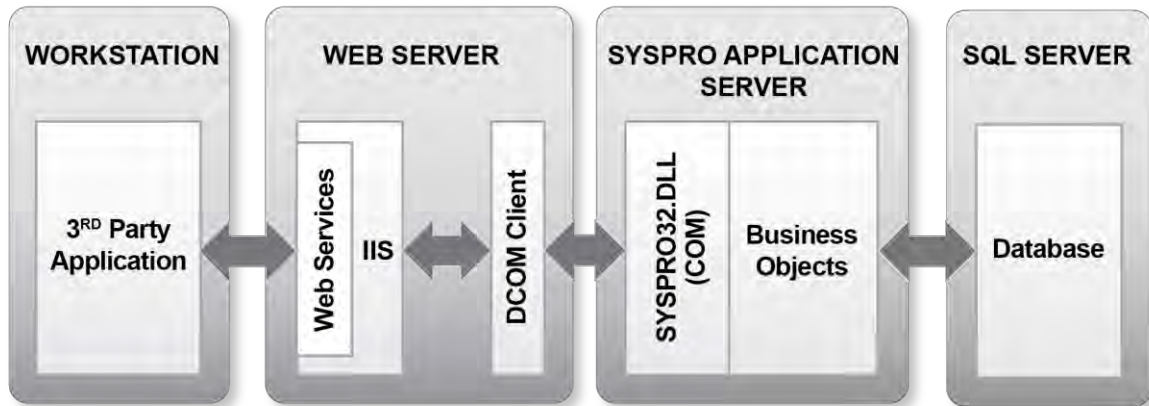 WORKSTATION
3RD Party
Application
WEB SERVER
Web Services
IIS
DCOM Client
SYSPRO APPLICATION
SERVER
SYSPRO32.DLL
(COM)
Business
Objects
SQL SERVER
Database